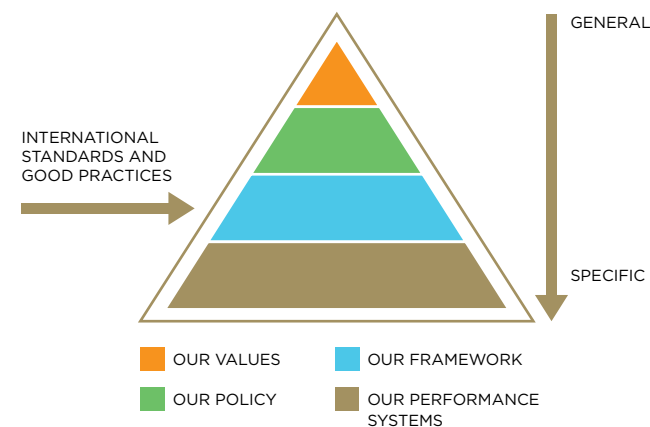 GENERAL
INTERNATIONAL
STANDARDS AND
GOOD PRACTICES
SPECIFIC
OUR VALUES
OUR FRAMEWORK
OUR POLICY
OUR PERFORMANCE
SYSTEMS